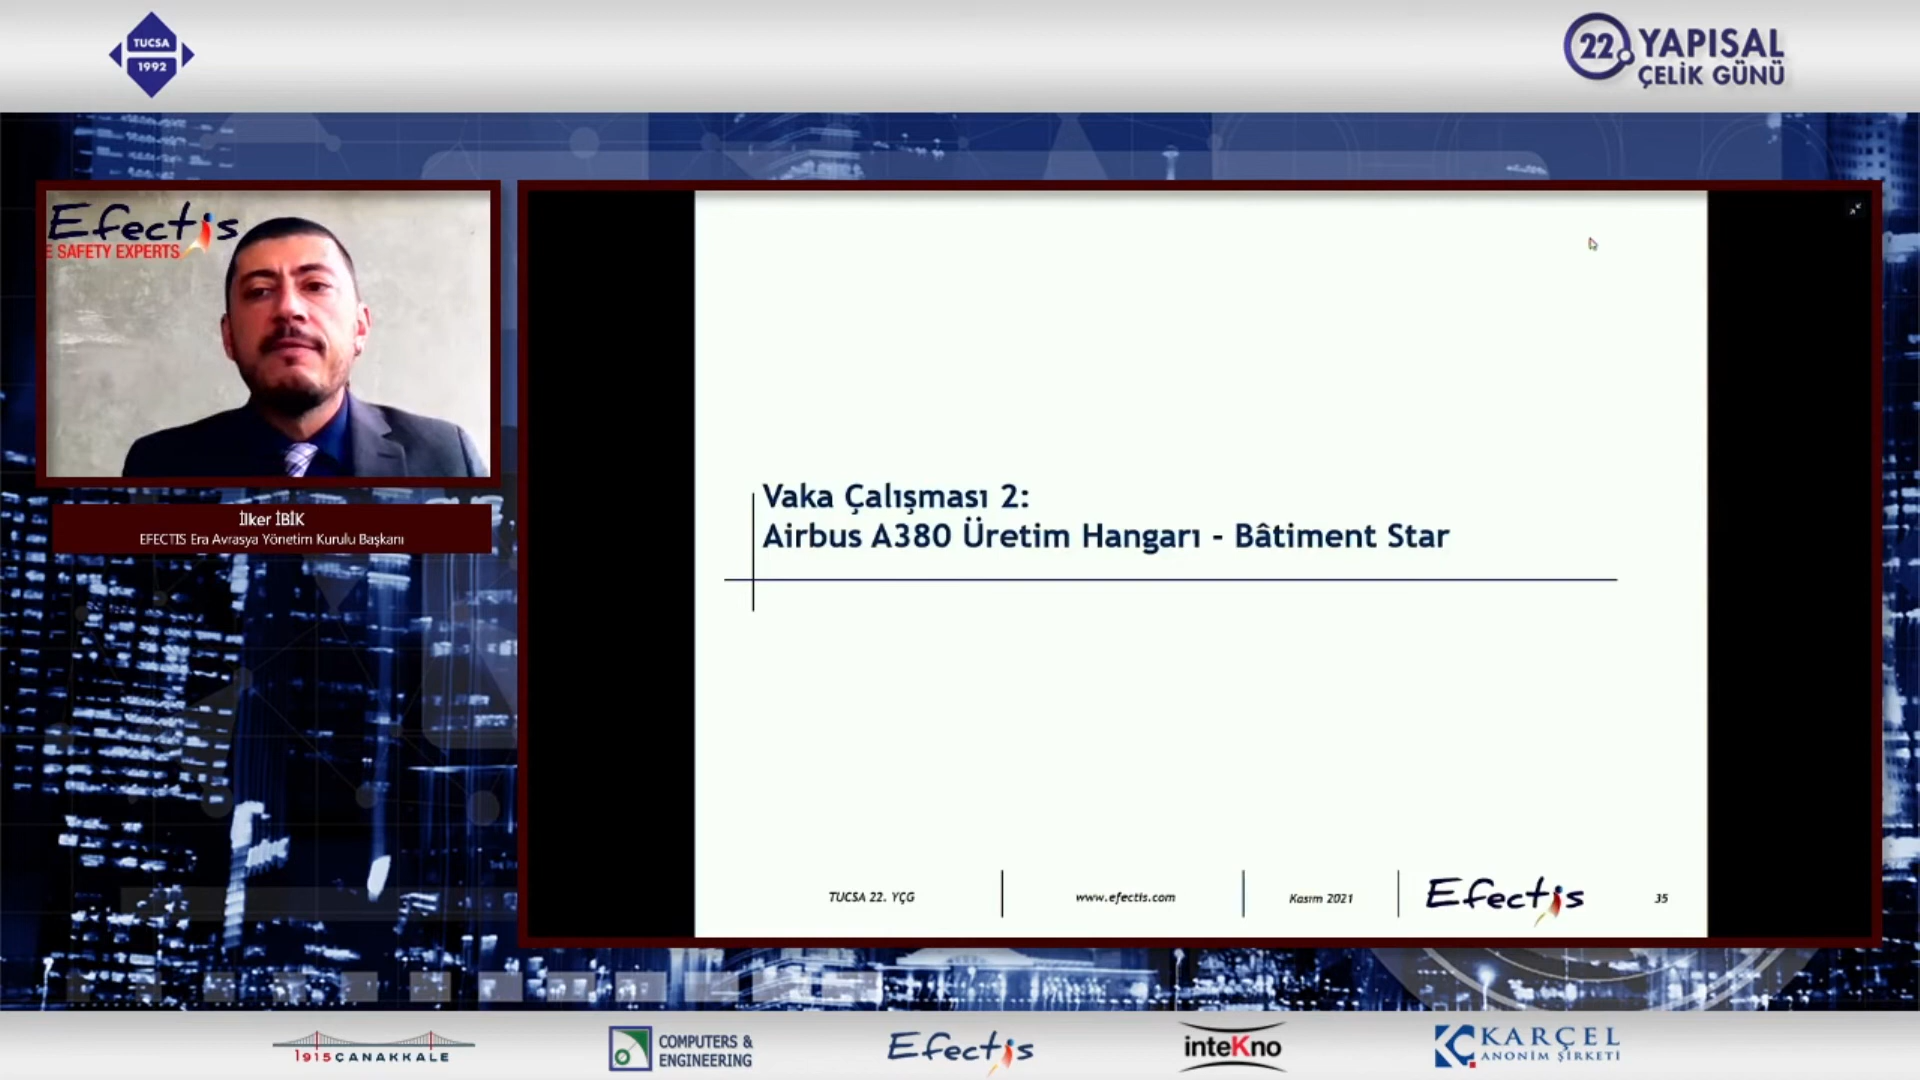 TUCSA
1992
22.
YAPISAL
ÇELİK GÜNÜ
Efectis
E SAFETY EXPERTS
İlker İBİK
EFECTIS Era Avrasya Yönetim Kurulu Başkanı
Vaka Çalışması 2:
Airbus A380 Üretim Hangarı - Bâtiment Star
TUCSA 22. YÇG
www.efectis.com
Kasım 2021
Efectis
35
1915ÇANAKKALE
COMPUTERS &
ENGINEERING
Efectis
inteKno
KARÇEL
ANONİM ŞİRKETİ